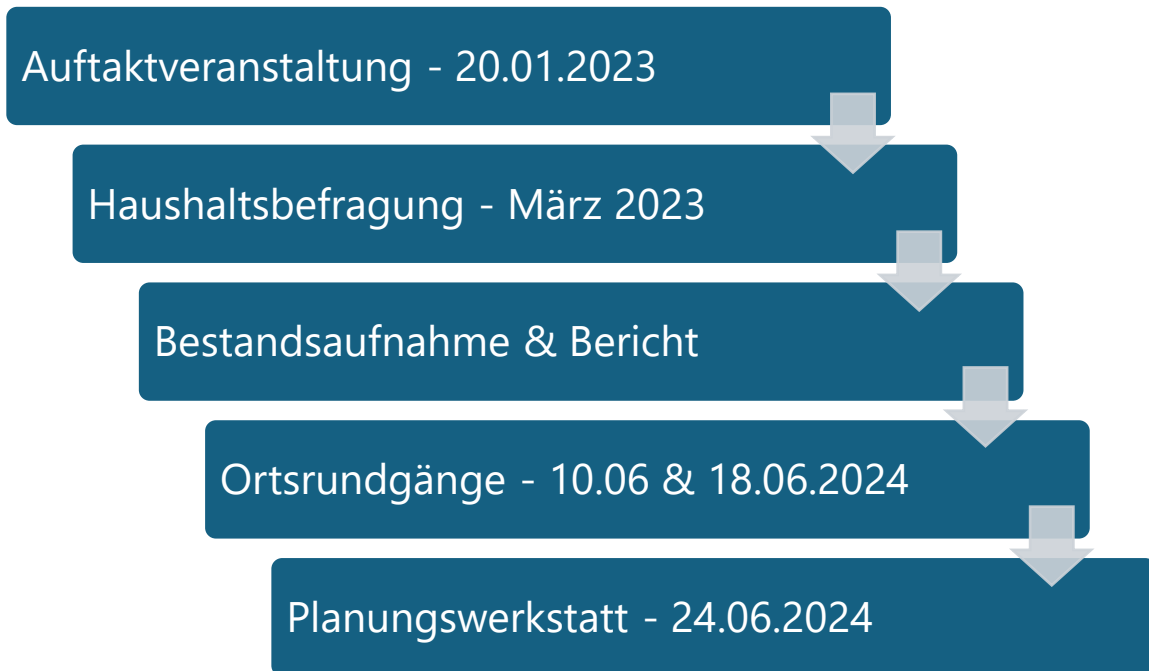 Auftaktveranstaltung - 20.01.2023
Haushaltsbefragung - März 2023
Bestandsaufnahme & Bericht
Ortsrundgänge - 10.06 & 18.06.2024
Planungswerkstatt - 24.06.2024